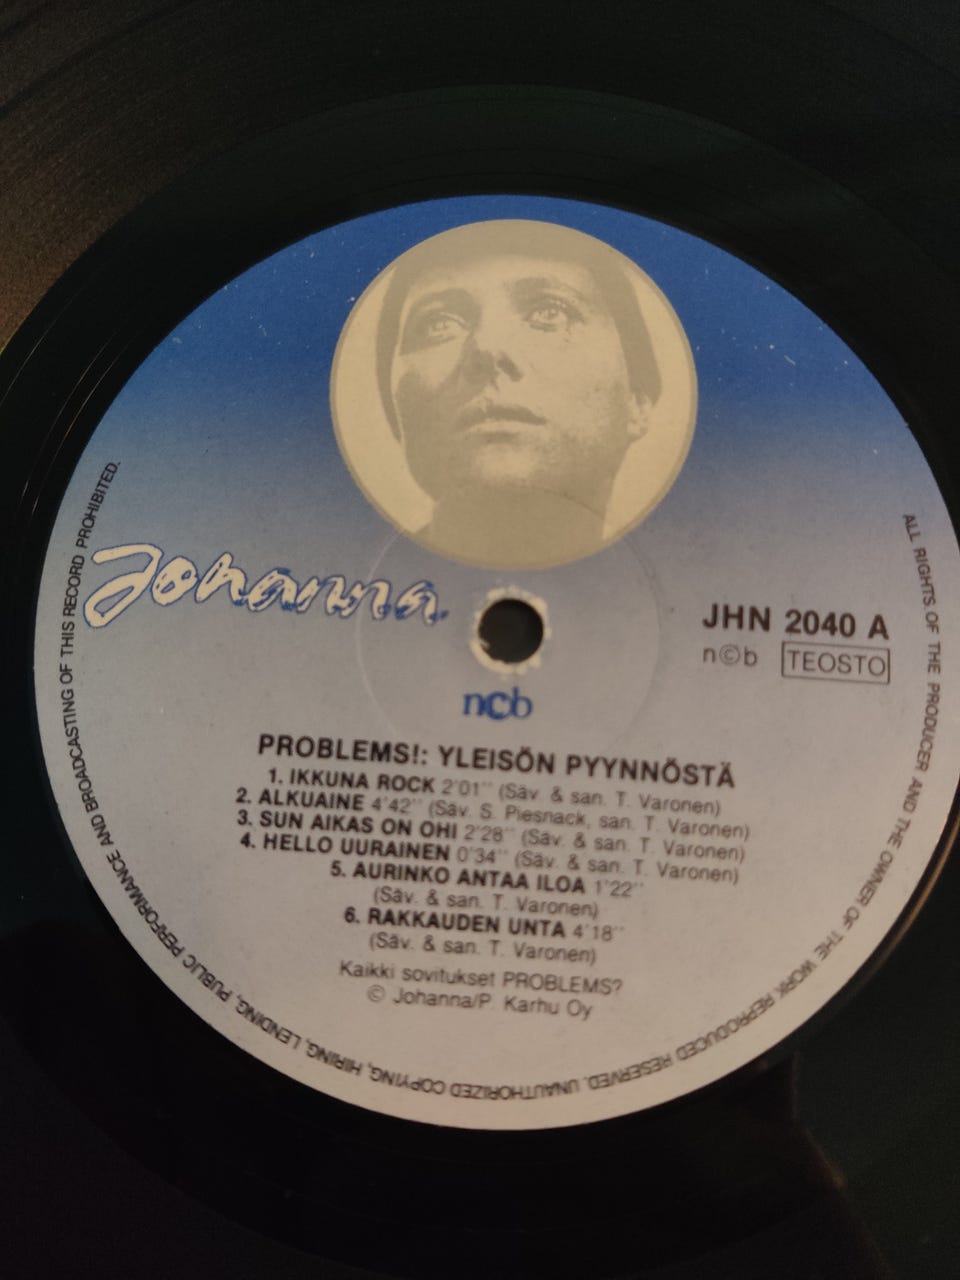 Johanna
JHN 2040 A
n©b TEOSTO
ncb
PROBLEMS!: YLEISÖN PYYNNÖSTÄ
1. IKKUNA ROCK 2'01'' (Säv. & san. T. Varonen)
2. ALKUAINE 4'42'' (Säv. S. Piesnack, san. T. Varonen)
3. SUN AIKAS ON OHI 2'28'' (Säv. & san. T. Varonen)
4. HELLO UURAINEN 0'34'' (Säv. & san. T. Varonen)
5. AURINKO ANTAA ILOA 1'22''
(Säv. & san. T. Varonen)
6. RAKKAUDEN UNTA 4'18''
(Säv. & san. T. Varonen)
Kaikki sovitukset PROBLEMS?
© Johanna/P. Karhu Oy
ALL RIGHTS OF THE PRODUCER AND THE OWNER OF THE WORK REPRODUCED RESERVED. UNAUTHORIZED COPYING, HIRING, LENDING, PUBLIC PERFORMANCE AND BROADCASTING OF THIS RECORD PROHIBITED.